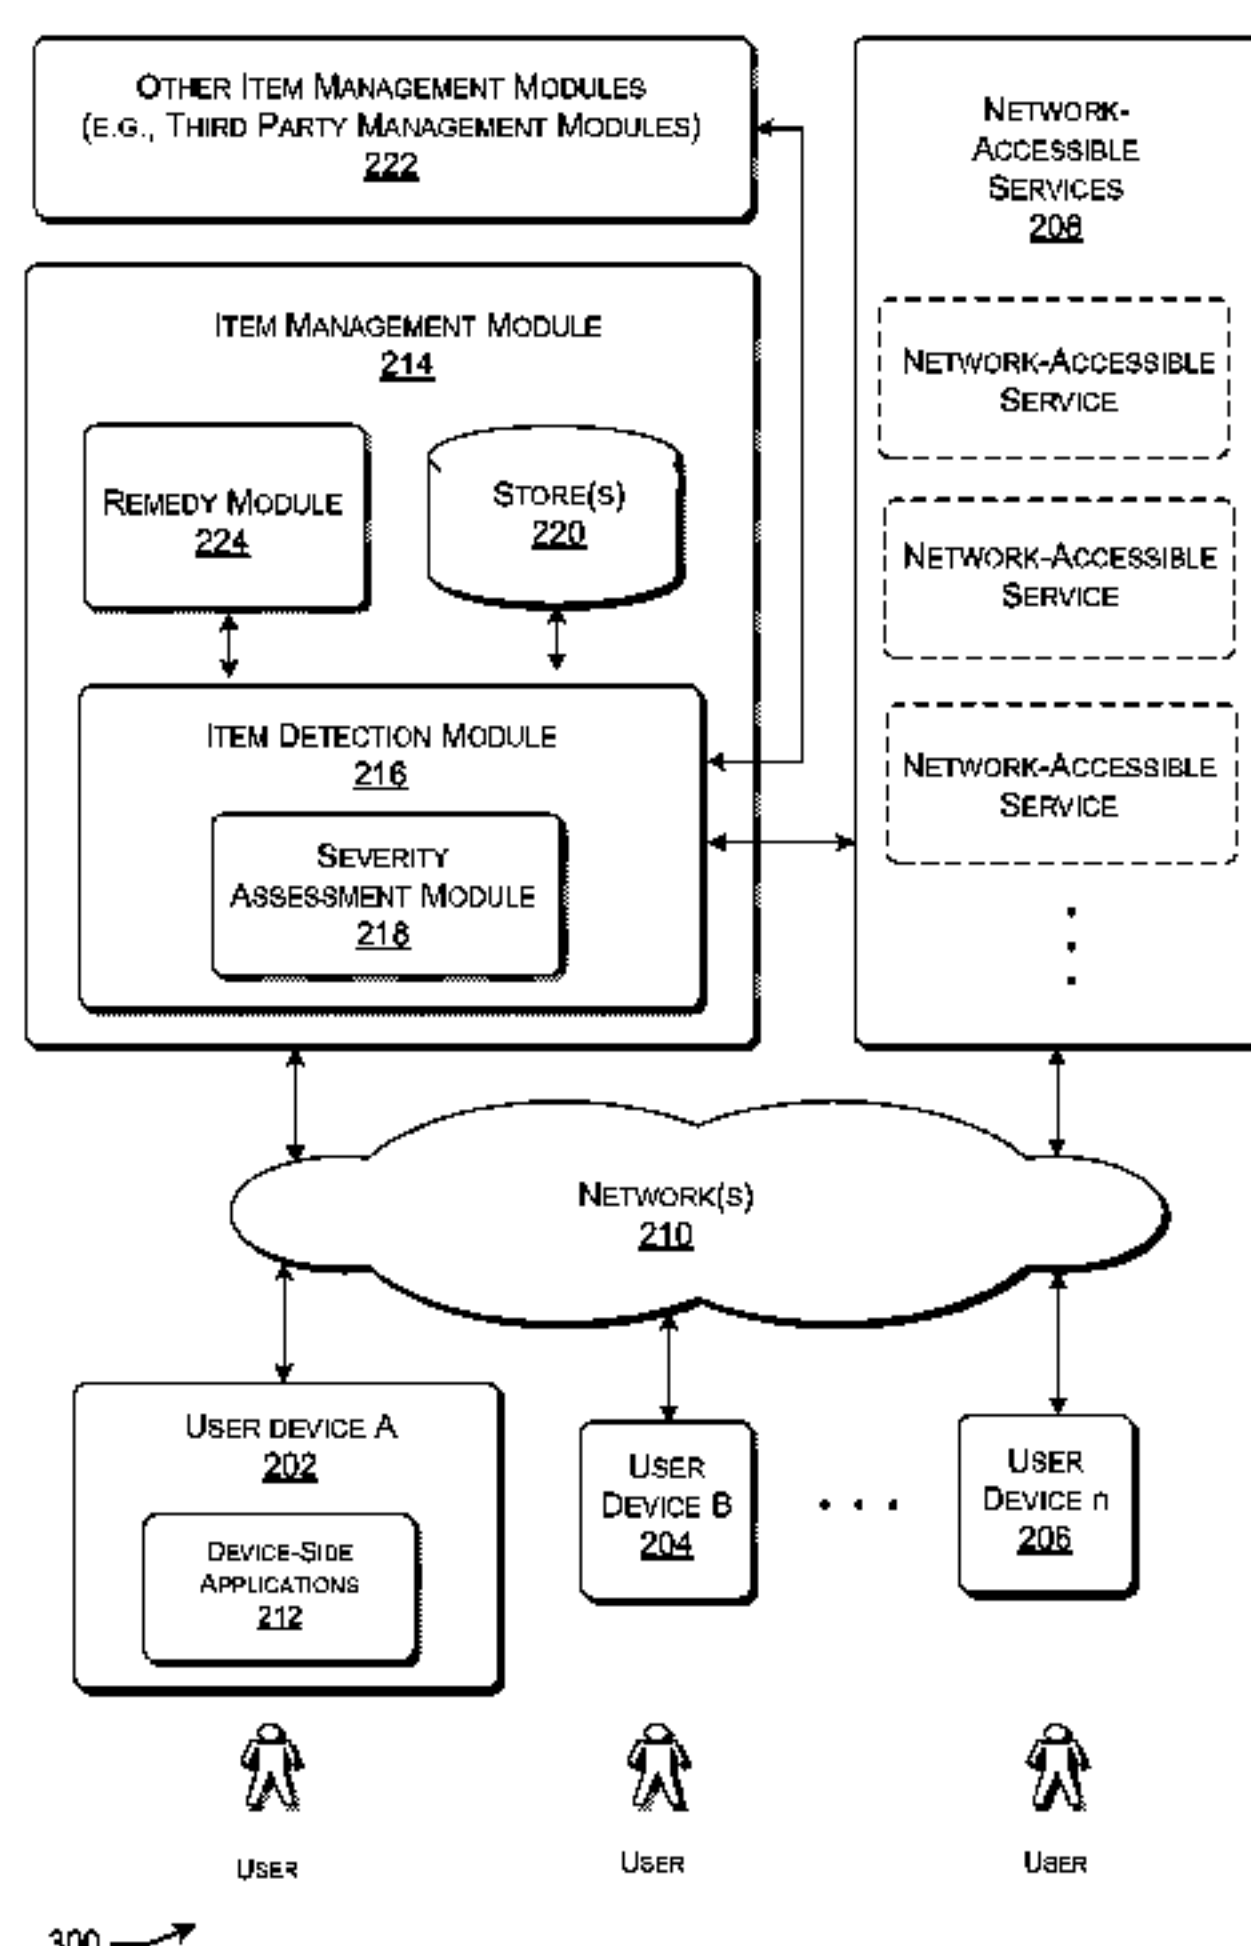 OTHER ITEM MANAGEMENT MODULES
(E.G., THIRD PARTY MANAGEMENT MODULES)
222
NETWORK-
ACCESSIBLE
SERVICES
208
ITEM MANAGEMENT MODULE
214
NETWORK-ACCESSIBLE
SERVICE
REMEDY MODULE
224
STORE(S)
220
NETWORK-ACCESSIBLE
SERVICE
ITEM DETECTION MODULE
216
NETWORK-ACCESSIBLE
SERVICE
SEVERITY
ASSESSMENT MODULE
218
NETWORK(S)
210
USER DEVICE A
202
DEVICE-SIDE
APPLICATIONS
212
USER
DEVICE B
204
. . .
USER
DEVICE n
206
USER
USER
USER
300